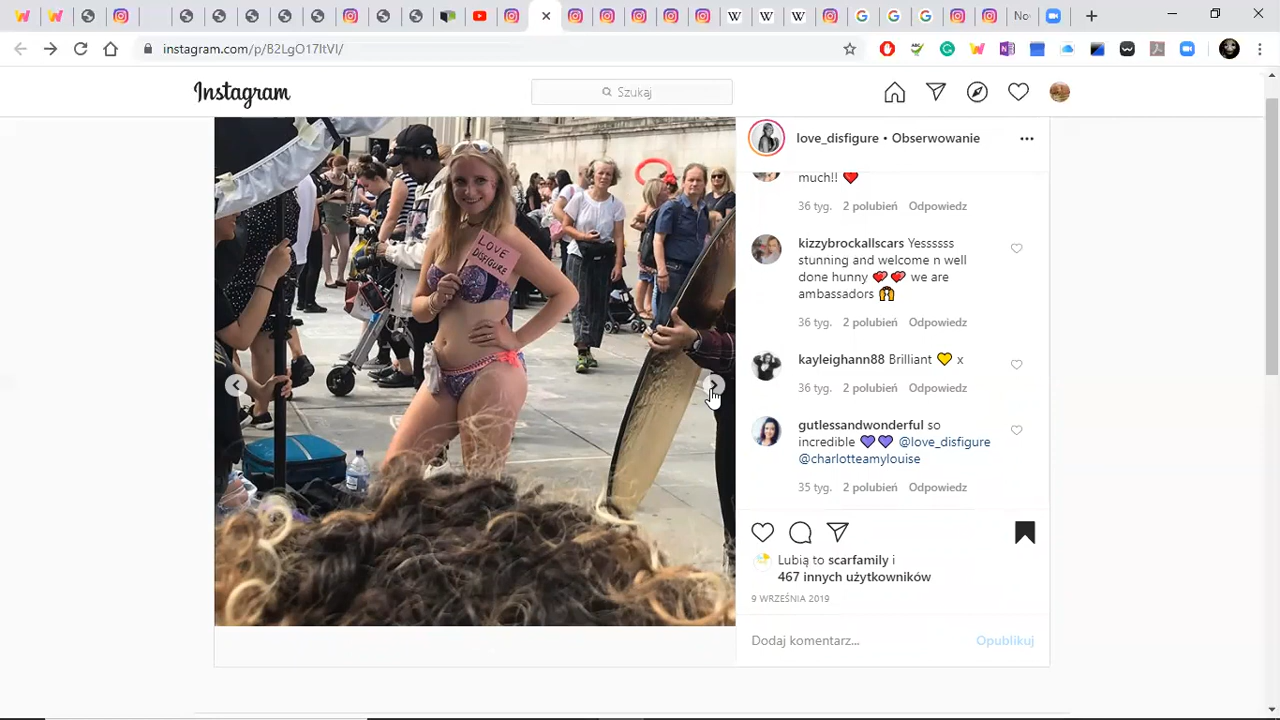 No
instagram.com/p/B2LgO17ItVI/
Instagram
Szukaj
LOVE
DISFIGURE
love_disfigure • Obserwowanie
much!!
36 tyg. 2 polubień Odpowiedz
kizzybrockallscars Yessssss
stunning and welcome n well
done hunny we are
ambassadors
36 tyg. 2 polubień Odpowiedz
kayleighann88 Brilliant x
36 tyg. 2 polubień Odpowiedz
gutlessandwonderful so
incredible @love_disfigure
@charlotteamylouise
35 tyg. 2 polubień Odpowiedz
Lubią to scarfamily i
467 innych użytkowników
9 WRZEŚNIA 2019
Dodaj komentarz...
Opublikuj